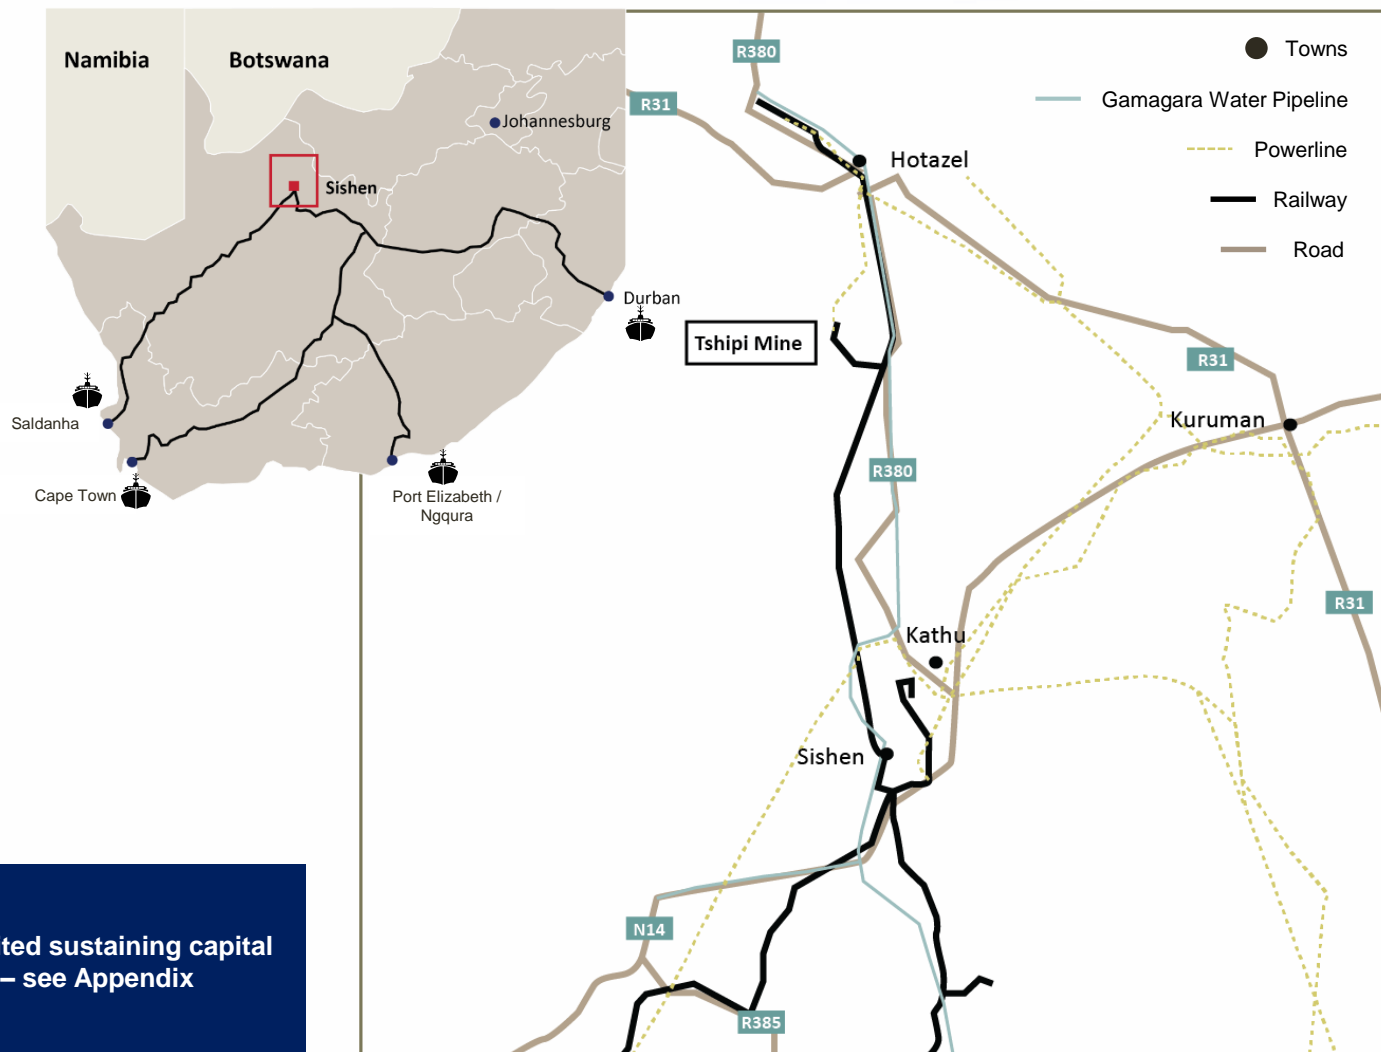 Namibia
Botswana
Johannesburg
Sishen
Durban
Saldanha
Cape Town
Port Elizabeth /
Ngqura
R380
R31
Hotazel
Towns
Gamagara Water Pipeline
Powerline
Railway
Road
Tshipi Mine
R31
Kuruman
R380
R31
Kathu
Sishen
N14
R385
ted sustaining capital
– see Appendix